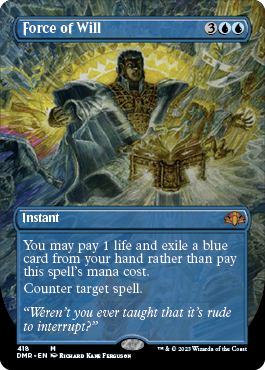 Force of Will 3
Instant
You may pay 1 life and exile a blue
card from your hand rather than pay
this spell's mana cost.
Counter target spell.
“Weren't you ever taught that it's rude
to interrupt?”
418 M
DMR • EN Richard Kane Ferguson ™ & © 2023 Wizards of the Coast